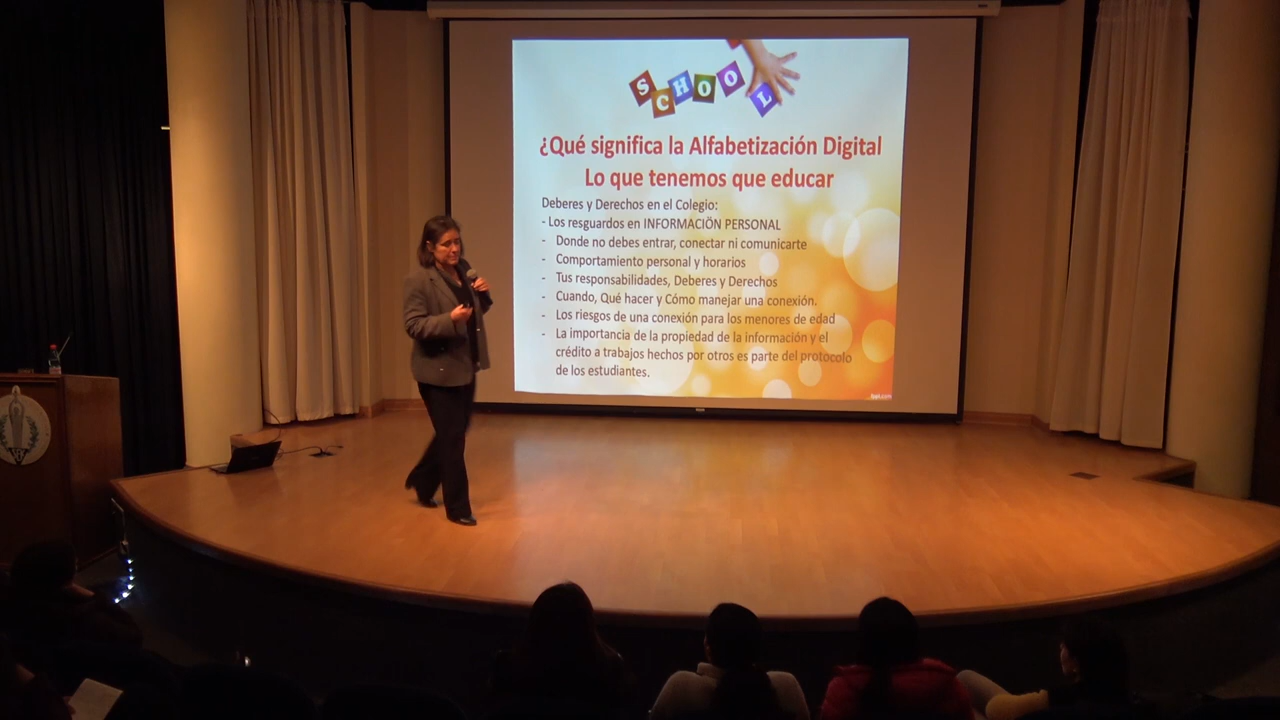 SCHOOL
¿Qué significa la Alfabetización Digital
Lo que tenemos que educar
Deberes y Derechos en el Colegio:
- Los resguardos en INFORMACIÖN PERSONAL
- Donde no debes entrar, conectar ni comunicarte
- Comportamiento personal y horarios
- Tus responsabilidades, Deberes y Derechos
- Cuando, Qué hacer y Cómo manejar una conexión.
- Los riesgos de una conexión para los menores de edad
- La importancia de la propiedad de la información y el
crédito a trabajos hechos por otros es parte del protocolo
de los estudiantes.